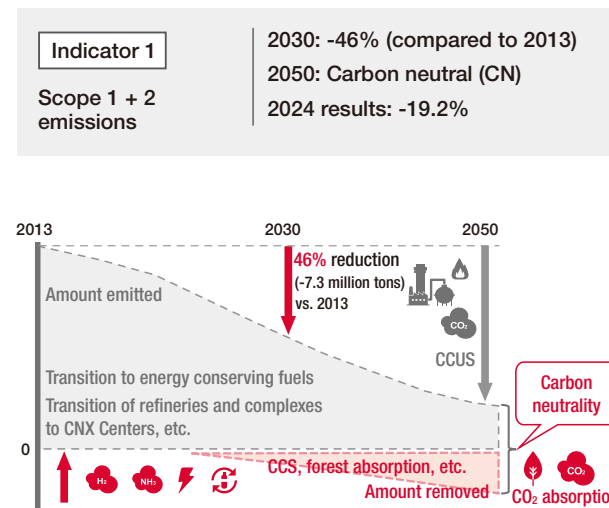 Indicator 1
Scope 1 + 2
emissions
2030: -46% (compared to 2013)
2050: Carbon neutral (CN)
2024 results: -19.2%
2013
2030
2050
46% reduction
(-7.3 million tons)
vs. 2013
Amount emitted
CO₂
CCUS
Transition to energy conserving fuels
Transition of refineries and complexes
to CNX Centers, etc.
Carbon
neutrality
0
H₂
NH₃
CCS, forest absorption, etc.
Amount removed
CO₂
CO₂ absorption